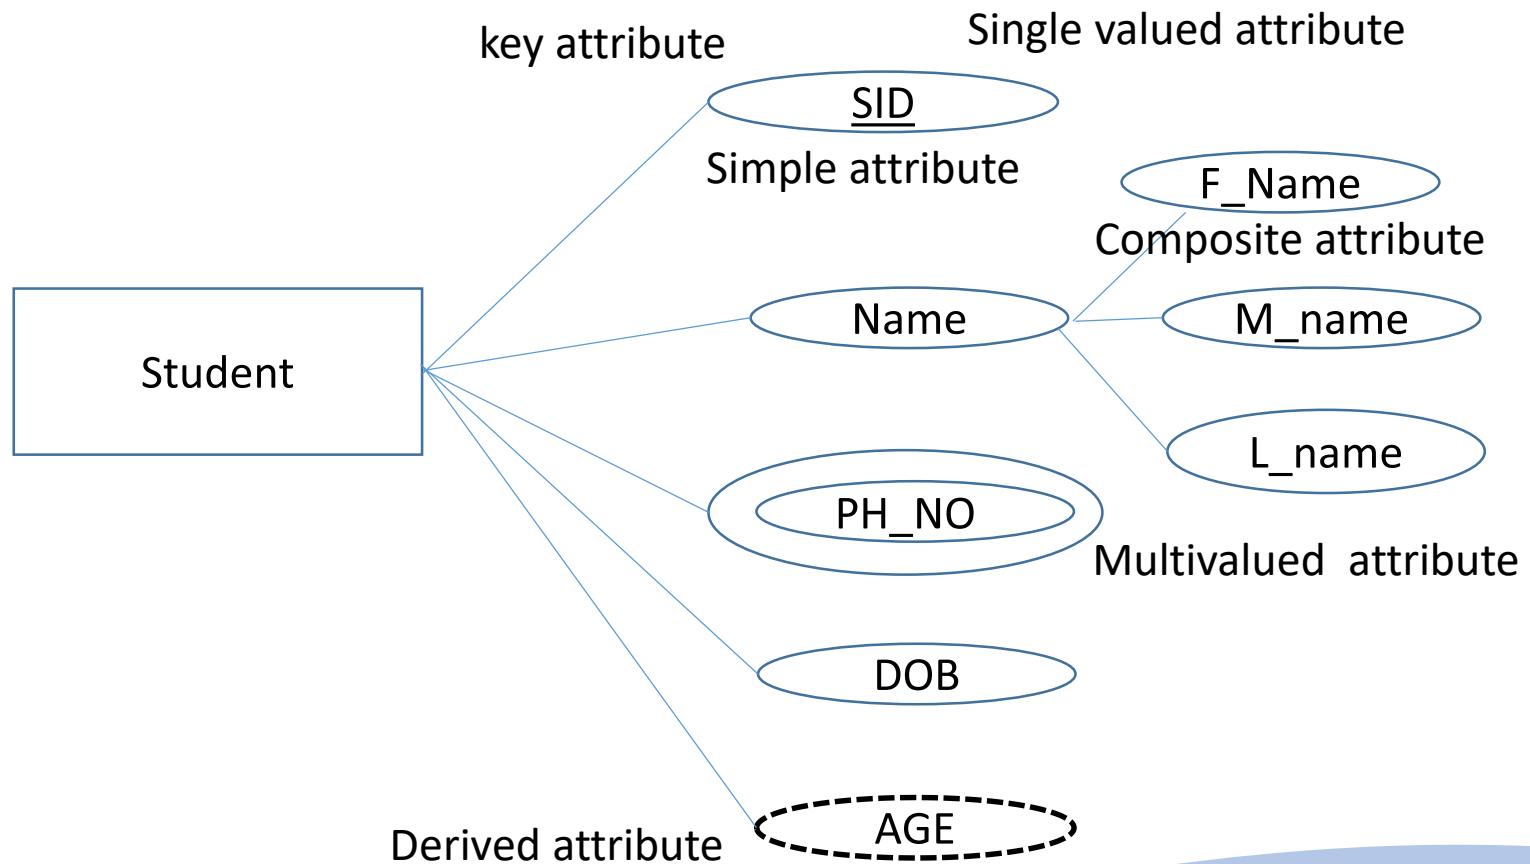 key attribute
Single valued attribute
SID
Simple attribute
F_Name
Composite attribute
Name
M_name
Student
L_name
PH_NO
Multivalued  attribute
DOB
AGE
Derived attribute